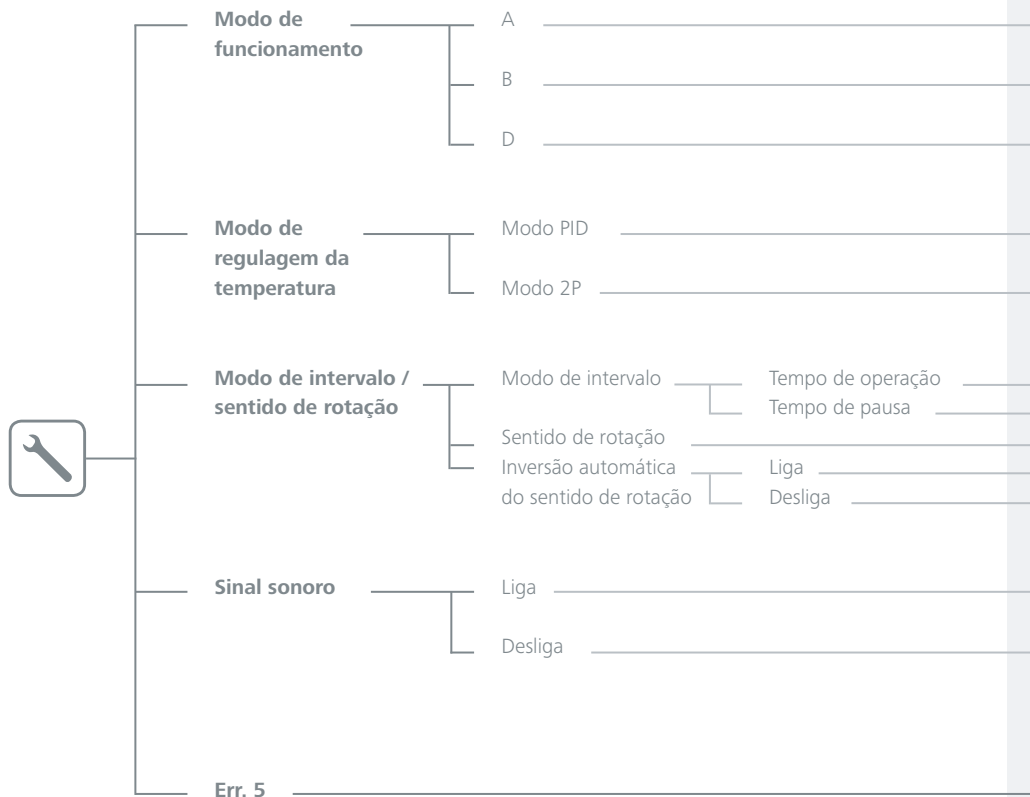 Modo de
funcionamento
A
B
D
Modo de
regulagem da
temperatura
Modo PID
Modo 2P
Modo de intervalo /
sentido de rotação
Modo de intervalo
Tempo de operação
Tempo de pausa
Sentido de rotação
Inversão automática
do sentido de rotação
Liga
Desliga
Sinal sonoro
Liga
Desliga
Err. 5